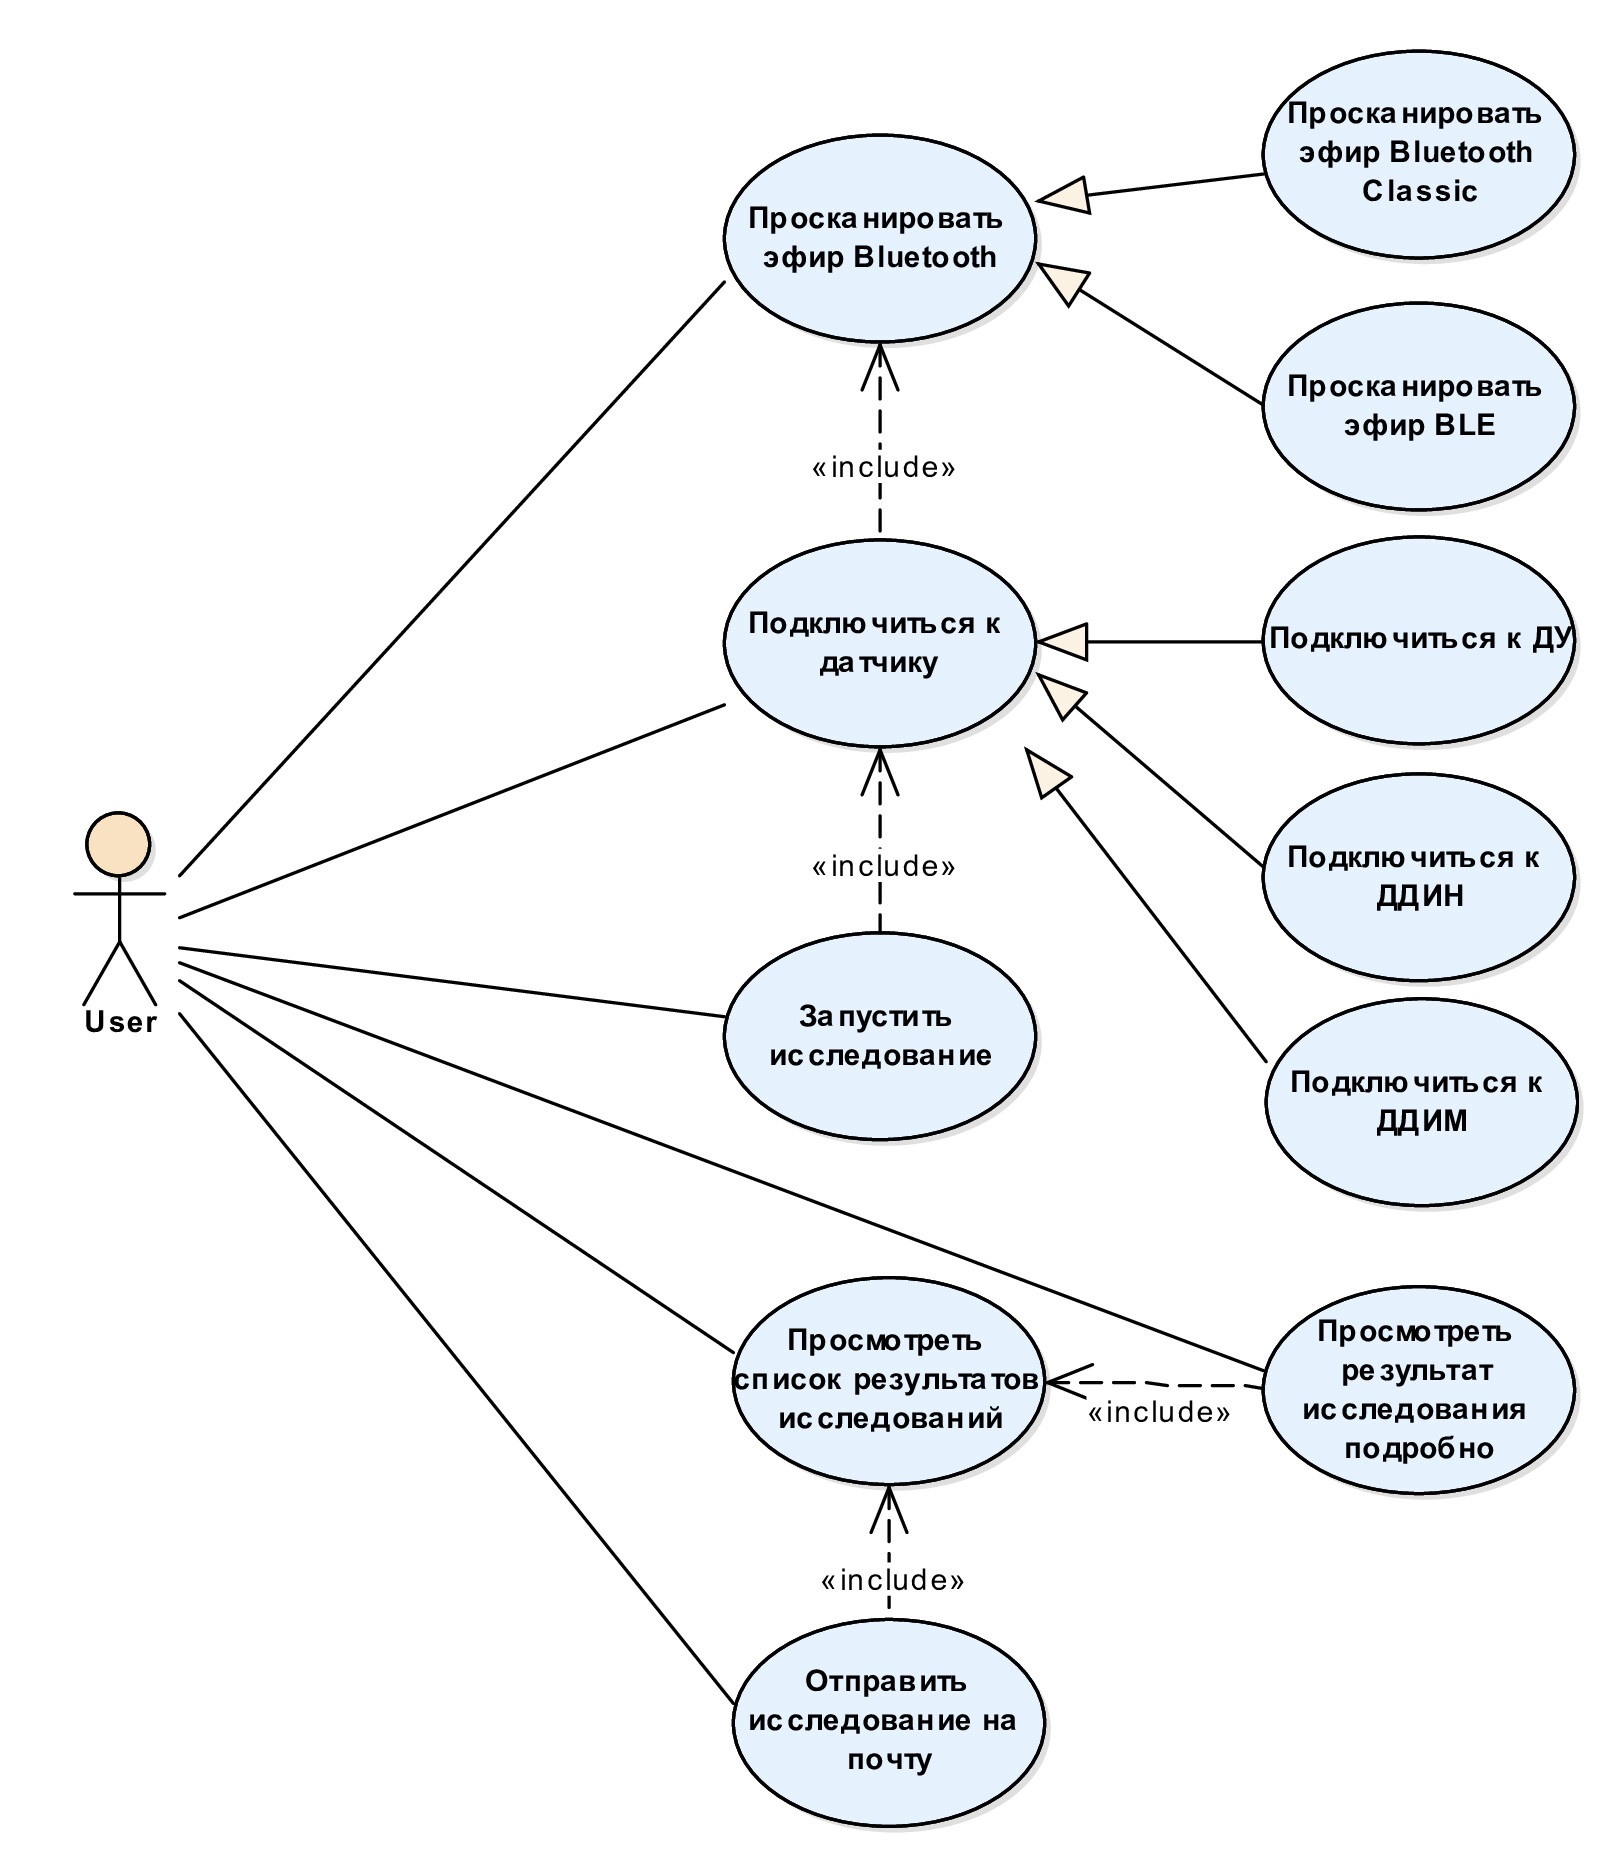 Просканировать
эфир Bluetooth
Classic
Просканировать
эфир Bluetooth
Просканировать
эфир BLE
«include»
Подключиться к
датчику
Подключиться к ДУ
«include»
Подключиться к
ДДИН
User
Запустить
исследование
Подключиться к
ДДИМ
Просмотреть
список результатов
исследований
«include»
Просмотреть
результат
исследования
подробно
«include»
Отправить
исследование на
почту